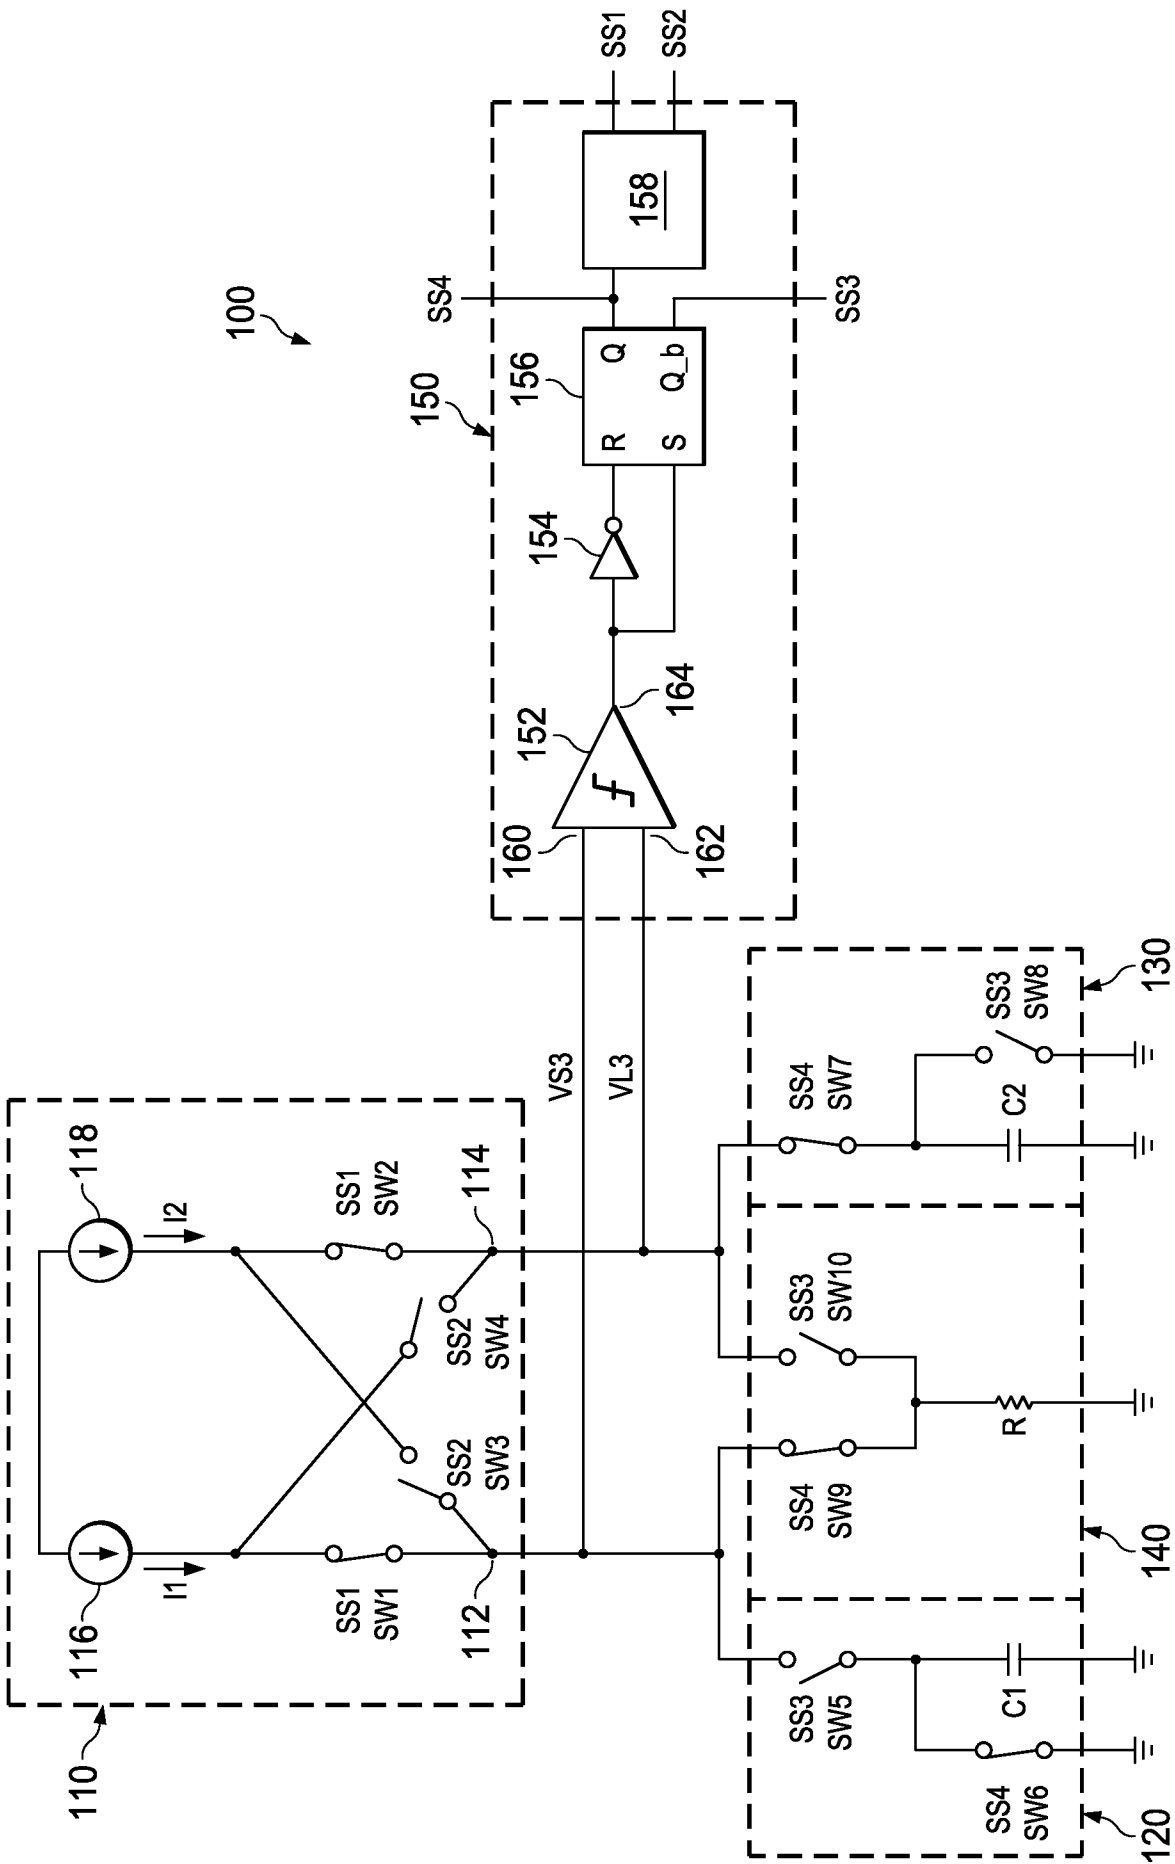 100
110
116
118
I1
I2
SS1
SW1
SS1
SW2
SS2
SW3
SS2
SW4
112
114
VS3
VL3
150
152
154
156
158
160
162
164
R
S
Q
Q_b
SS4
SS3
SS1
SS2
120
SS3
SW5
SS4
SW6
C1
140
SS4
SW9
SS3
SW10
R
130
SS4
SW7
SS3
SW8
C2